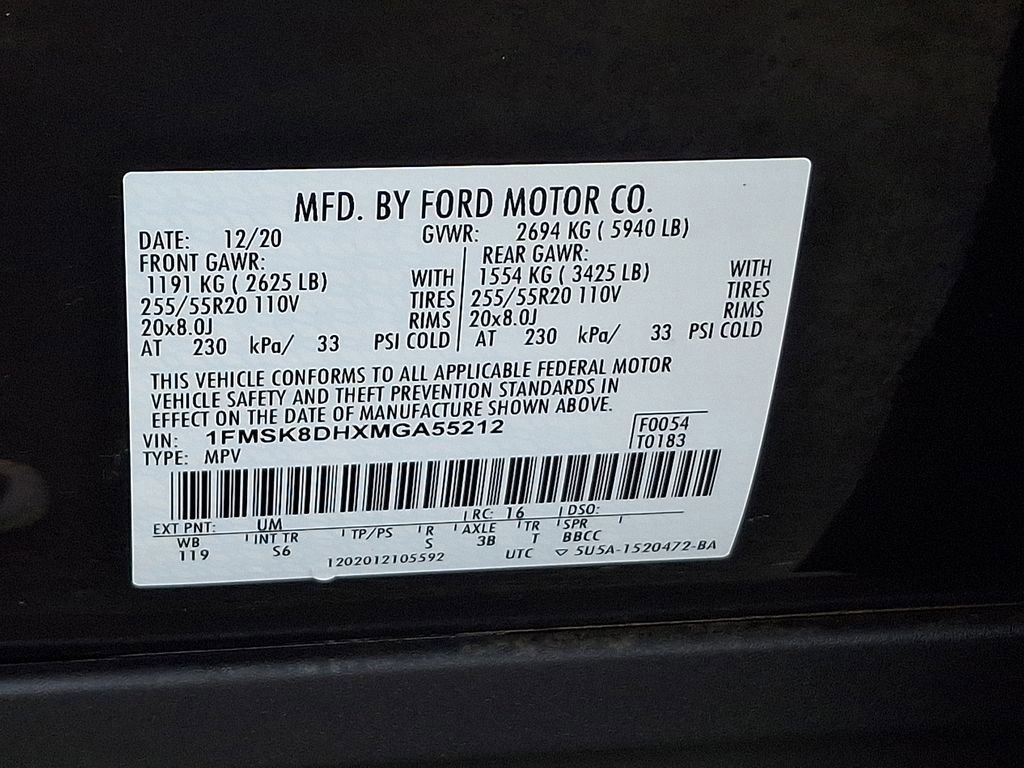 MFD. BY FORD MOTOR CO.
DATE: 12/20 GVWR: 2694 KG ( 5940 LB)
FRONT GAWR: REAR GAWR:
1191 KG ( 2625 LB) WITH 1554 KG ( 3425 LB) WITH
255/55R20 110V TIRES 255/55R20 110V TIRES
20x8.0J RIMS 20x8.0J RIMS
AT 230 kPa/ 33 PSI COLD AT 230 kPa/ 33 PSI COLD
THIS VEHICLE CONFORMS TO ALL APPLICABLE FEDERAL MOTOR
VEHICLE SAFETY AND THEFT PREVENTION STANDARDS IN
EFFECT ON THE DATE OF MANUFACTURE SHOWN ABOVE.
VIN: 1FMSK8DHXMGA55212 F0054
TYPE: MPV T0183
EXT PNT: UM RC: 16 DSO:
WB INT TR TP/PS R AXLE TR SPR
119 S6 S 3B T BBCC
1202012105592 UTC ▽ 5U5A-1520472-BA